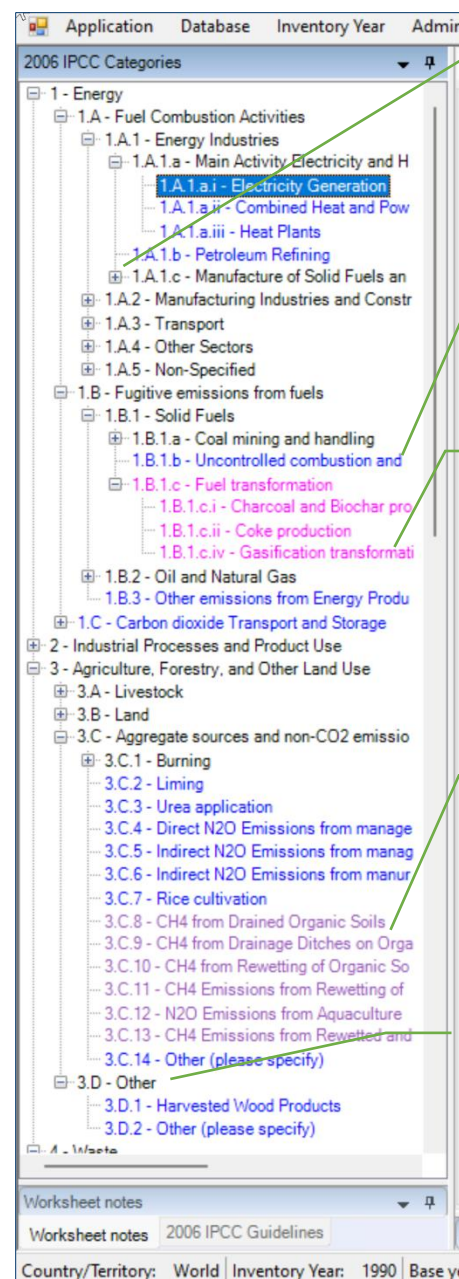 Application Database Inventory Year Admin
2006 IPCC Categories
1 - Energy
1.A - Fuel Combustion Activities
1.A.1 - Energy Industries
1.A.1.a - Main Activity Electricity and H
1.A.1.a.i - Electricity Generation
1.A.1.a.ii - Combined Heat and Pow
1.A.1.a.iii - Heat Plants
1.A.1.b - Petroleum Refining
1.A.1.c - Manufacture of Solid Fuels an
1.A.2 - Manufacturing Industries and Constr
1.A.3 - Transport
1.A.4 - Other Sectors
1.A.5 - Non-Specified
1.B - Fugitive emissions from fuels
1.B.1 - Solid Fuels
1.B.1.a - Coal mining and handling
1.B.1.b - Uncontrolled combustion and
1.B.1.c - Fuel transformation
1.B.1.c.i - Charcoal and Biochar pro
1.B.1.c.ii - Coke production
1.B.1.c.iv - Gasification transformati
1.B.2 - Oil and Natural Gas
1.B.3 - Other emissions from Energy Produ
1.C - Carbon dioxide Transport and Storage
2 - Industrial Processes and Product Use
3 - Agriculture, Forestry, and Other Land Use
3.A - Livestock
3.B - Land
3.C - Aggregate sources and non-CO2 emissio
3.C.1 - Burning
3.C.2 - Liming
3.C.3 - Urea application
3.C.4 - Direct N2O Emissions from manage
3.C.5 - Indirect N2O Emissions from manag
3.C.6 - Indirect N2O Emissions from manur
3.C.7 - Rice cultivation
3.C.8 - CH4 from Drained Organic Soils
3.C.9 - CH4 from Drainage Ditches on Orga
3.C.10 - CH4 from Rewetting of Organic So
3.C.11 - CH4 Emissions from Rewetting of
3.C.12 - N2O Emissions from Aquaculture
3.C.13 - CH4 Emissions from Rewetted and
3.C.14 - Other (please specify)
3.D - Other
3.D.1 - Harvested Wood Products
3.D.2 - Other (please specify)
4 - Waste
Worksheet notes
Worksheet notes 2006 IPCC Guidelines
Country/Territory: World Inventory Year: 1990 Base ye